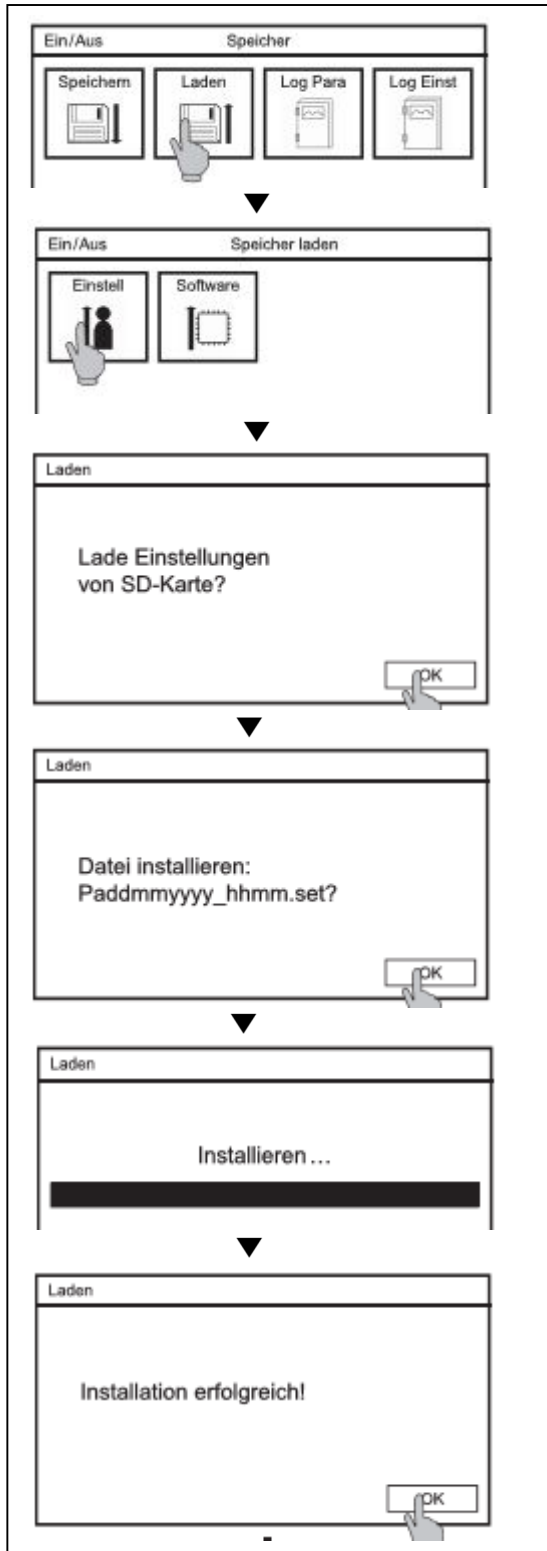 Ein/Aus Speicher
Speichern Laden Log Para Log Einst
Ein/Aus Speicher laden
Einstell Software
Laden
Lade Einstellungen
von SD-Karte?
OK
Laden
Datei installieren:
Paddmmyyyy_hhmm.set?
OK
Laden
Installieren ...
Laden
Installation erfolgreich!
OK